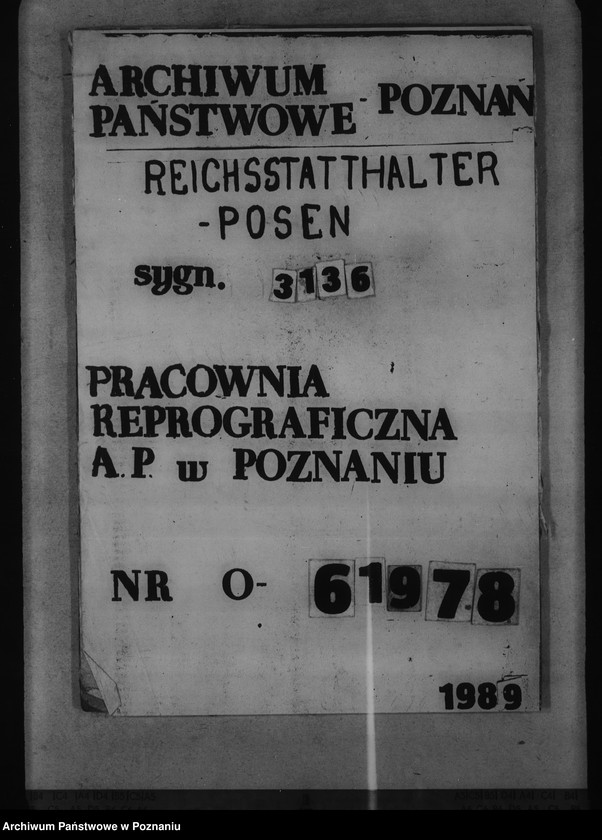 ARCHIWUM
PAŃSTWOWE - POZNAŃ
REICHSSTATTHALTER
-POSEN
sygn. 3136
PRACOWNIA
REPROGRAFICZNA
A.P. w POZNANIU
NR O- 61978
1989
Archiwum Państwowe w Poznaniu